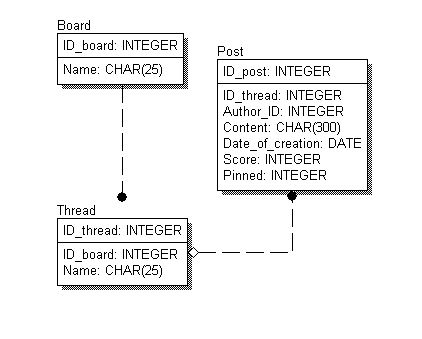 Board
ID_board: INTEGER
Name: CHAR(25)
Post
ID_post: INTEGER
ID_thread: INTEGER
Author_ID: INTEGER
Content: CHAR(300)
Date_of_creation: DATE
Score: INTEGER
Pinned: INTEGER
Thread
ID_thread: INTEGER
ID_board: INTEGER
Name: CHAR(25)